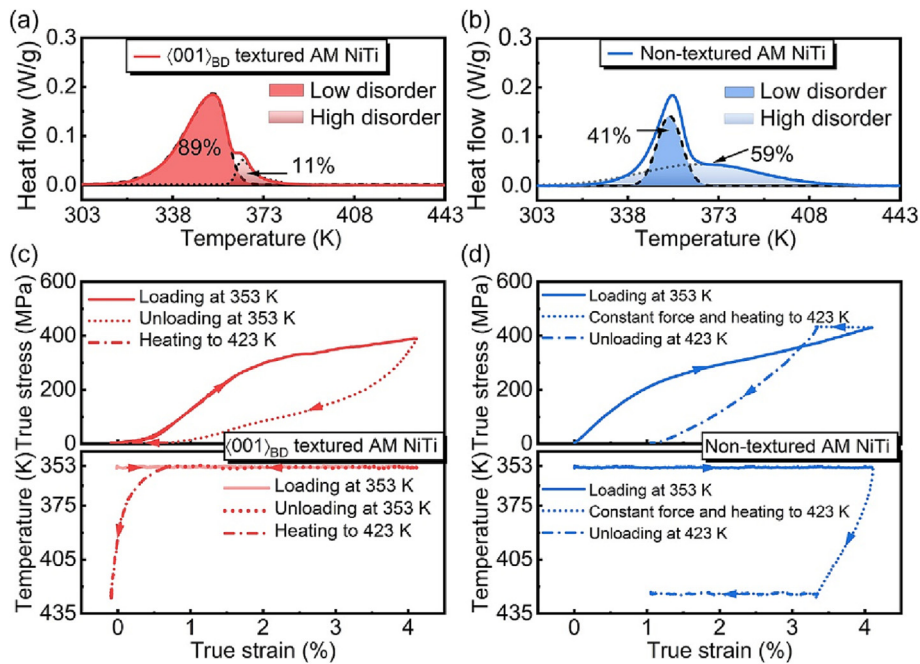 (a)
Heat flow (W/g)
0.3
0.2
0.1
0.0
⟨001⟩BD textured AM NiTi
Low disorder
High disorder
89%
11%
303 338 373 408 443
Temperature (K)
(b)
Heat flow (W/g)
0.3
0.2
0.1
0.0
Non-textured AM NiTi
Low disorder
High disorder
41%
59%
303 338 373 408 443
Temperature (K)
(c)
True stress (MPa)
600
400
200
0
Loading at 353 K
Unloading at 353 K
Heating to 423 K
⟨001⟩BD textured AM NiTi
Temperature (K)
353
375
405
435
Loading at 353 K
Unloading at 353 K
Heating to 423 K
0 1 2 3 4
True strain (%)
(d)
True stress (MPa)
600
400
200
0
Loading at 353 K
Constant force and heating to 423 K
Unloading at 423 K
Non-textured AM NiTi
Temperature (K)
353
375
405
435
Loading at 353 K
Constant force and heating to 423 K
Unloading at 423 K
0 1 2 3 4
True strain (%)